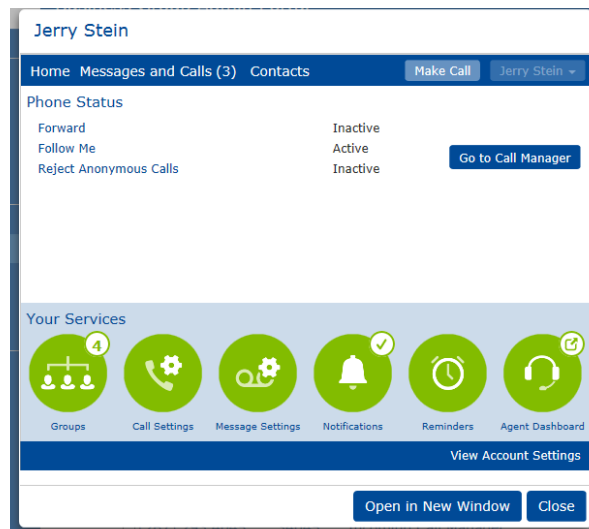 Jerry Stein
Home Messages and Calls (3) Contacts Make Call Jerry Stein
Phone Status
Forward Inactive
Follow Me Active
Go to Call Manager
Reject Anonymous Calls Inactive
Your Services
4
Groups Call Settings Message Settings Notifications Reminders Agent Dashboard
View Account Settings
Open in New Window Close